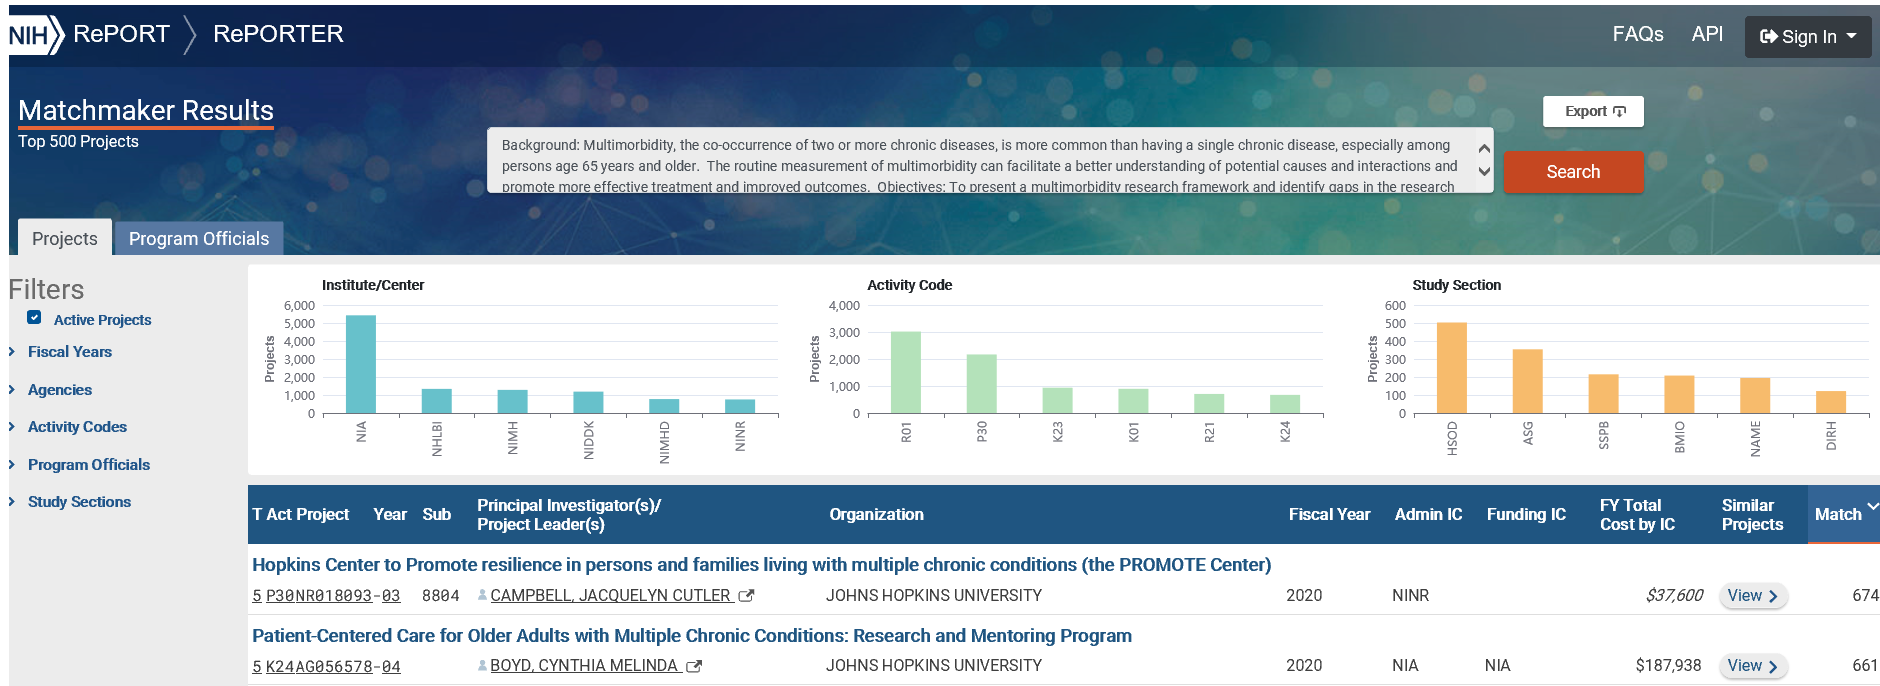 NIH RePORT RePORTER FAQs API Sign In
Matchmaker Results
Top 500 Projects
Export
Background: Multimorbidity, the co-occurrence of two or more chronic diseases, is more common than having a single chronic disease, especially among
persons age 65 years and older. The routine measurement of multimorbidity can facilitate a better understanding of potential causes and interactions and
promote more effective treatment and improved outcomes. Objectives: To present a multimorbidity research framework and identify gaps in the research
Search
Projects Program Officials
Filters
Active Projects
Fiscal Years
Agencies
Activity Codes
Program Officials
Study Sections
Institute/Center
Projects
6,000
5,000
4,000
3,000
2,000
1,000
0
NIA NHLBI NIMH NIDDK NIMHD NINR
Activity Code
Projects
4,000
3,000
2,000
1,000
0
R01 P30 K23 K01 R21 K24
Study Section
Projects
600
500
400
300
200
100
0
HSOD ASG SSPB BMIO NAME DIRH
T Act Project Year Sub Principal Investigator(s)/ Project Leader(s) Organization Fiscal Year Admin IC Funding IC FY Total Cost by IC Similar Projects Match
Hopkins Center to Promote resilience in persons and families living with multiple chronic conditions (the PROMOTE Center)
5 P30NR018093-03 8804 CAMPBELL, JACQUELYN CUTLER JOHNS HOPKINS UNIVERSITY 2020 NINR $37,600 View 674
Patient-Centered Care for Older Adults with Multiple Chronic Conditions: Research and Mentoring Program
5 K24AG056578-04 BOYD, CYNTHIA MELINDA JOHNS HOPKINS UNIVERSITY 2020 NIA NIA $187,938 View 661